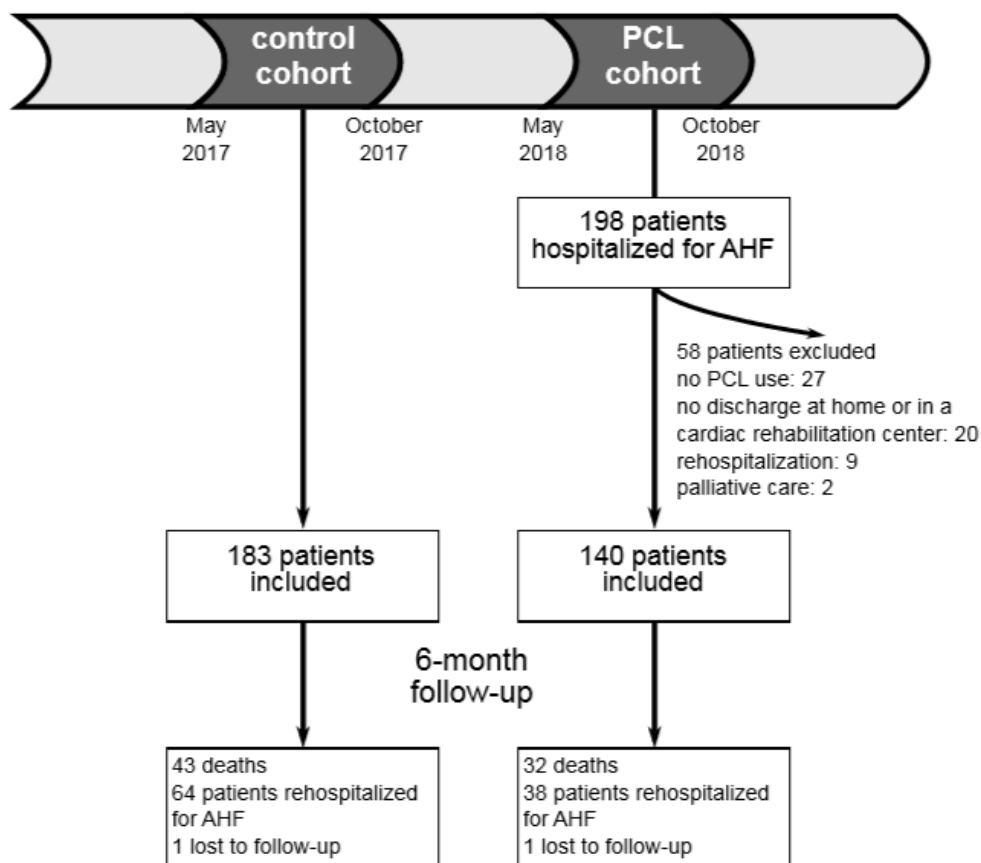 control
cohort
PCL
cohort
May
2017
October
2017
May
2018
October
2018
198 patients
hospitalized for AHF
58 patients excluded
no PCL use: 27
no discharge at home or in a
cardiac rehabilitation center: 20
rehospitalization: 9
palliative care: 2
183 patients
included
140 patients
included
6-month
follow-up
43 deaths
64 patients rehospitalized
for AHF
1 lost to follow-up
32 deaths
38 patients rehospitalized
for AHF
1 lost to follow-up